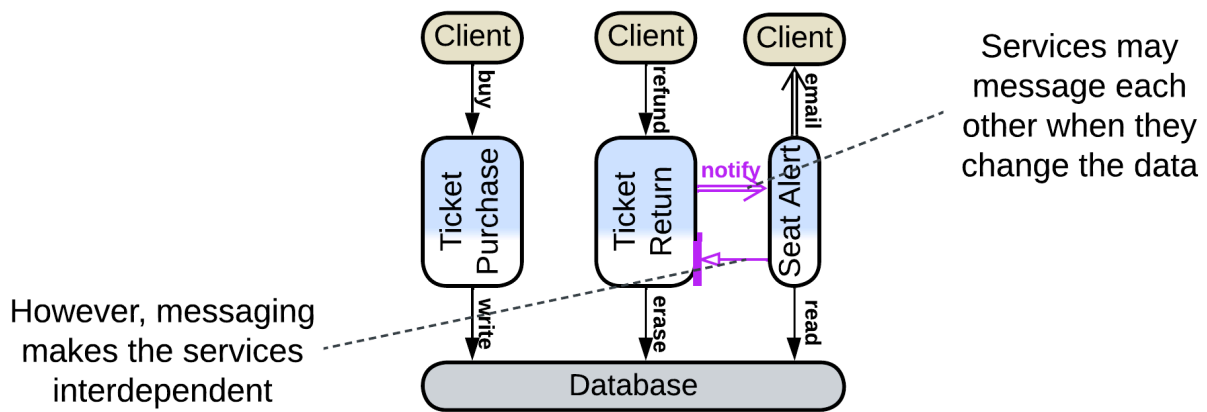 Client
Client
Client
Services may
message each
other when they
change the data
buy
refund
email
Ticket
Purchase
Ticket
Return
notify
Seat Alert
However, messaging
makes the services
interdependent
write
erase
read
Database